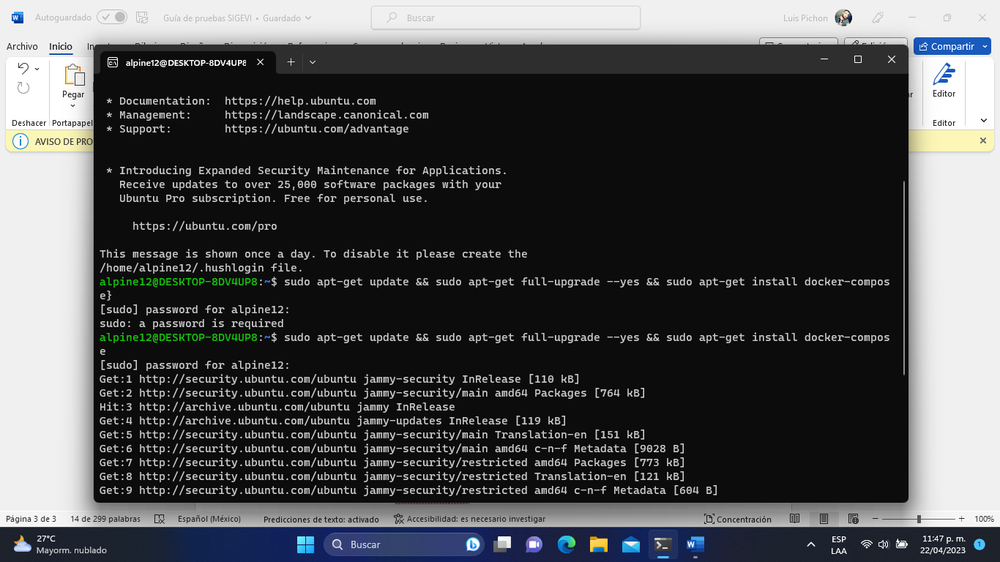 Autoguardado
Guía de pruebas SIGEVI • Guardado
Buscar
Luis Pichon
Archivo
Inicio
Compartir
Pegar
Editor
Deshacer
Portapapel
Editor
AVISO DE PRO
alpine12@DESKTOP-8DV4UP8
* Documentation:  https://help.ubuntu.com
* Management:     https://landscape.canonical.com
* Support:        https://ubuntu.com/advantage
* Introducing Expanded Security Maintenance for Applications.
Receive updates to over 25,000 software packages with your
Ubuntu Pro subscription. Free for personal use.
https://ubuntu.com/pro
This message is shown once a day. To disable it please create the
/home/alpine12/.hushlogin file.
alpine12@DESKTOP-8DV4UP8:~$ sudo apt-get update && sudo apt-get full-upgrade --yes && sudo apt-get install docker-compos
e}
[sudo] password for alpine12:
sudo: a password is required
alpine12@DESKTOP-8DV4UP8:~$ sudo apt-get update && sudo apt-get full-upgrade --yes && sudo apt-get install docker-compos
e
[sudo] password for alpine12:
Get:1 http://security.ubuntu.com/ubuntu jammy-security InRelease [110 kB]
Get:2 http://security.ubuntu.com/ubuntu jammy-security/main amd64 Packages [764 kB]
Hit:3 http://archive.ubuntu.com/ubuntu jammy InRelease
Get:4 http://archive.ubuntu.com/ubuntu jammy-updates InRelease [119 kB]
Get:5 http://security.ubuntu.com/ubuntu jammy-security/main Translation-en [151 kB]
Get:6 http://security.ubuntu.com/ubuntu jammy-security/main amd64 c-n-f Metadata [9028 B]
Get:7 http://security.ubuntu.com/ubuntu jammy-security/restricted amd64 Packages [773 kB]
Get:8 http://security.ubuntu.com/ubuntu jammy-security/restricted Translation-en [121 kB]
Get:9 http://security.ubuntu.com/ubuntu jammy-security/restricted amd64 c-n-f Metadata [604 B]
Página 3 de 3
14 de 299 palabras
Español (México)
Predicciones de texto: activado
Accesibilidad: es necesario investigar
Concentración
100%
27°C
Mayorm. nublado
Buscar
ESP
LAA
11:47 p. m.
22/04/2023
1